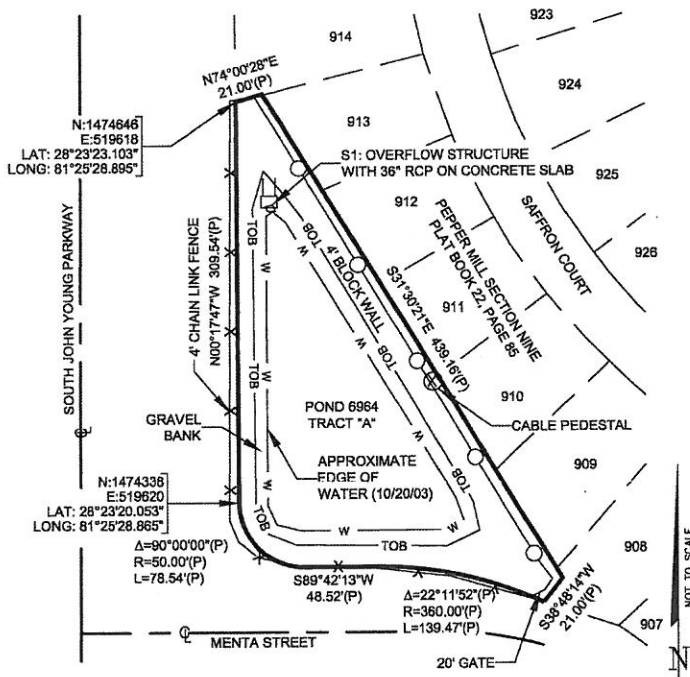 923
914
924
N74°00'28"E
21.00'(P)
913
N:1474646
E:519618
LAT: 28°23'23.103"
LONG: 81°25'28.895"
S1: OVERFLOW STRUCTURE
WITH 36" RCP ON CONCRETE SLAB
925
912
SAFFRON COURT
926
PEPPER MILL SECTION NINE
PLAT BOOK 22, PAGE 85
TOB
TOB
W
W
4' BLOCK WALL
S31°30'21"E 439.16'(P)
911
SOUTH JOHN YOUNG PARKWAY
4' CHAIN LINK FENCE
N00°17'47"W 309.54'(P)
W
W
TOB
TOB
W
910
POND 6964
TRACT "A"
CABLE PEDESTAL
GRAVEL
BANK
W
909
APPROXIMATE
EDGE OF
WATER (10/20/03)
TOB
W
N:1474336
E:519620
LAT: 28°23'20.053"
LONG: 81°25'28.865"
TOB
W
W
TOB
908
Δ=90°00'00"(P)
R=50.00'(P)
L=78.54'(P)
S89°42'13"W
48.52'(P)
Δ=22°11'52"(P)
R=360.00'(P)
L=139.47'(P)
S38°48'14"W
21.00'(P)
907
NOT TO SCALE
N
MENTA STREET
20' GATE